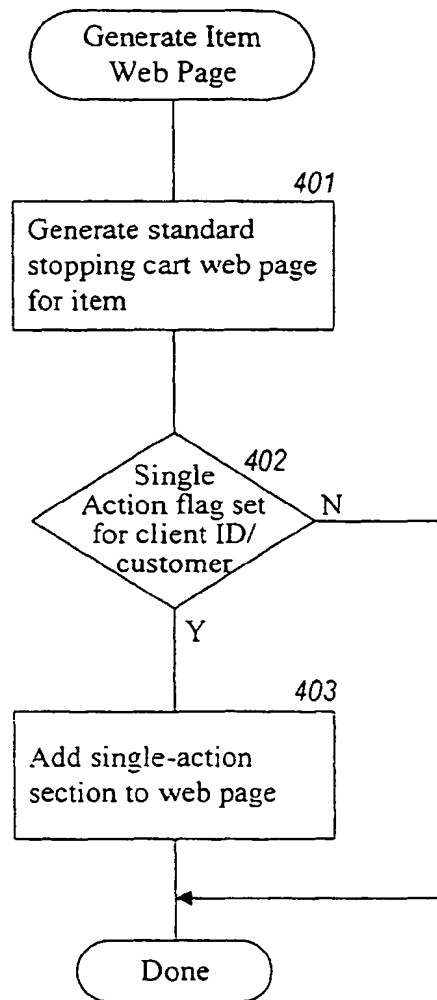 Generate Item
Web Page
401
Generate standard
stopping cart web page
for item
402
Single
Action flag set
for client ID/
customer
N
Y
403
Add single-action
section to web page
Done